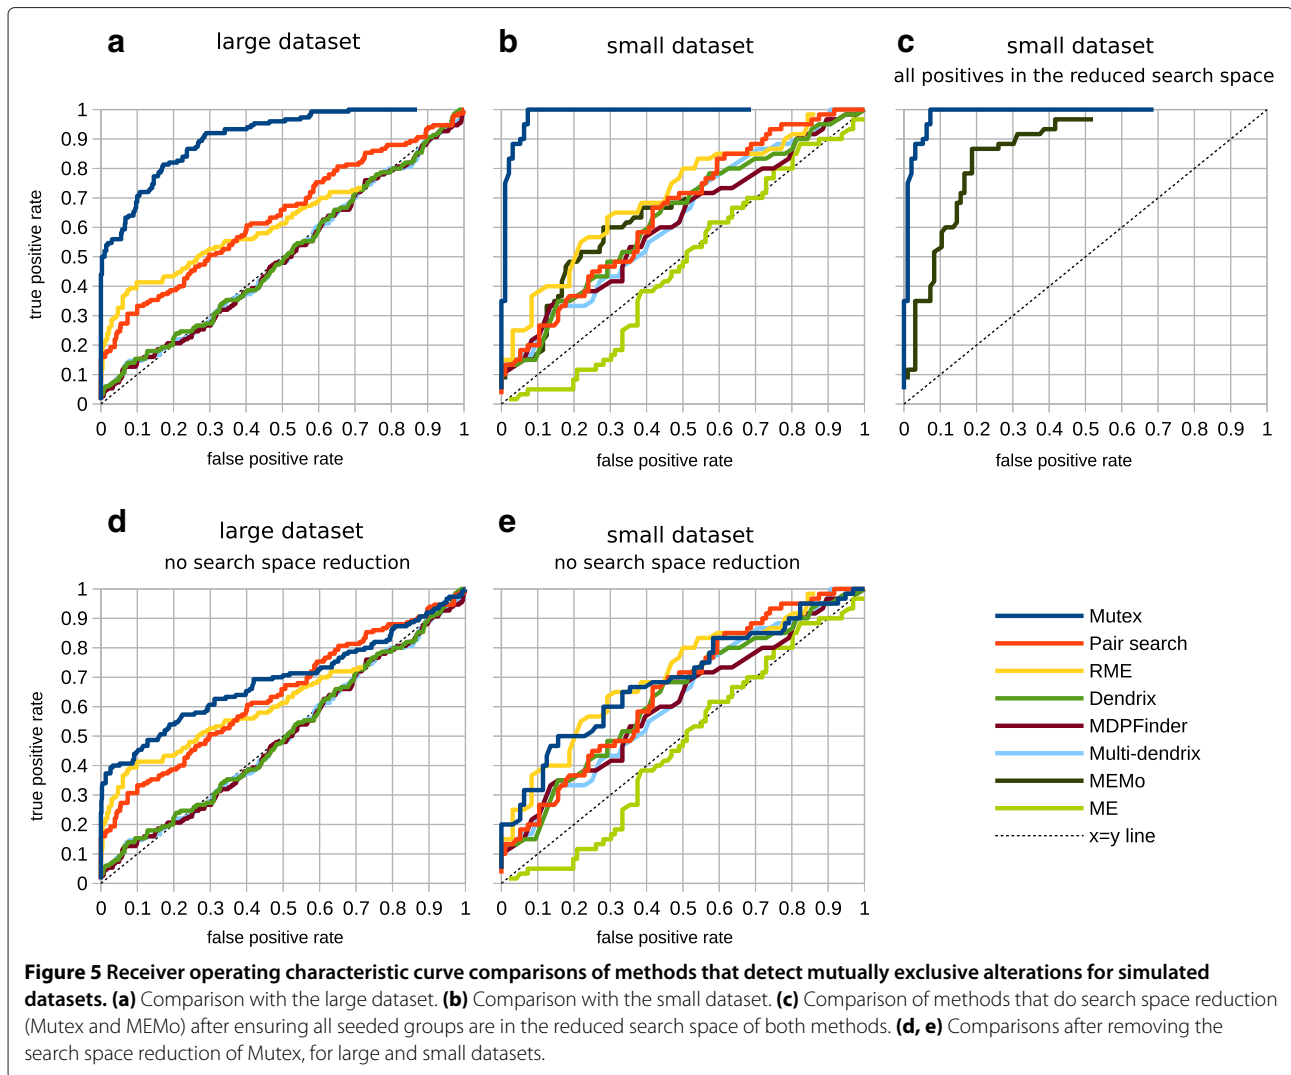 a
large dataset
1
0.9
0.8
0.7
0.6
0.5
0.4
0.3
0.2
0.1
0
true positive rate
0 0.1 0.2 0.3 0.4 0.5 0.6 0.7 0.8 0.9 1
false positive rate
b
small dataset
0 0.1 0.2 0.3 0.4 0.5 0.6 0.7 0.8 0.9 1
false positive rate
c
small dataset
all positives in the reduced search space
0 0.1 0.2 0.3 0.4 0.5 0.6 0.7 0.8 0.9 1
false positive rate
d
large dataset
no search space reduction
1
0.9
0.8
0.7
0.6
0.5
0.4
0.3
0.2
0.1
0
true positive rate
0 0.1 0.2 0.3 0.4 0.5 0.6 0.7 0.8 0.9 1
false positive rate
e
small dataset
no search space reduction
0 0.1 0.2 0.3 0.4 0.5 0.6 0.7 0.8 0.9 1
false positive rate
Mutex
Pair search
RME
Dendrix
MDPFinder
Multi-dendrix
MEMo
ME
x=y line
Figure 5 Receiver operating characteristic curve comparisons of methods that detect mutually exclusive alterations for simulated
datasets. (a) Comparison with the large dataset. (b) Comparison with the small dataset. (c) Comparison of methods that do search space reduction
(Mutex and MEMo) after ensuring all seeded groups are in the reduced search space of both methods. (d, e) Comparisons after removing the
search space reduction of Mutex, for large and small datasets.